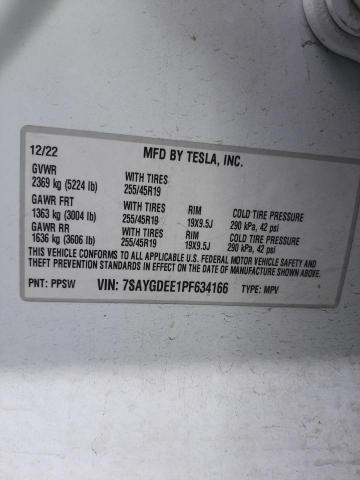 12/22 MFD BY TESLA, INC.
GVWR WITH TIRES
2369 kg (5224 lb) 255/45R19
GAWR FRT WITH TIRES RIM COLD TIRE PRESSURE
1363 kg (3004 lb) 255/45R19 19X9.5J 290 kPa, 42 psi
GAWR RR WITH TIRES RIM COLD TIRE PRESSURE
1636 kg (3606 lb) 255/45R19 19X9.5J 290 kPa, 42 psi
THIS VEHICLE CONFORMS TO ALL APPLICABLE U.S. FEDERAL MOTOR VEHICLE SAFETY AND
THEFT PREVENTION STANDARDS IN EFFECT ON THE DATE OF MANUFACTURE SHOWN ABOVE.
PNT: PPSW VIN: 7SAYGDEE1PF634166 TYPE: MPV